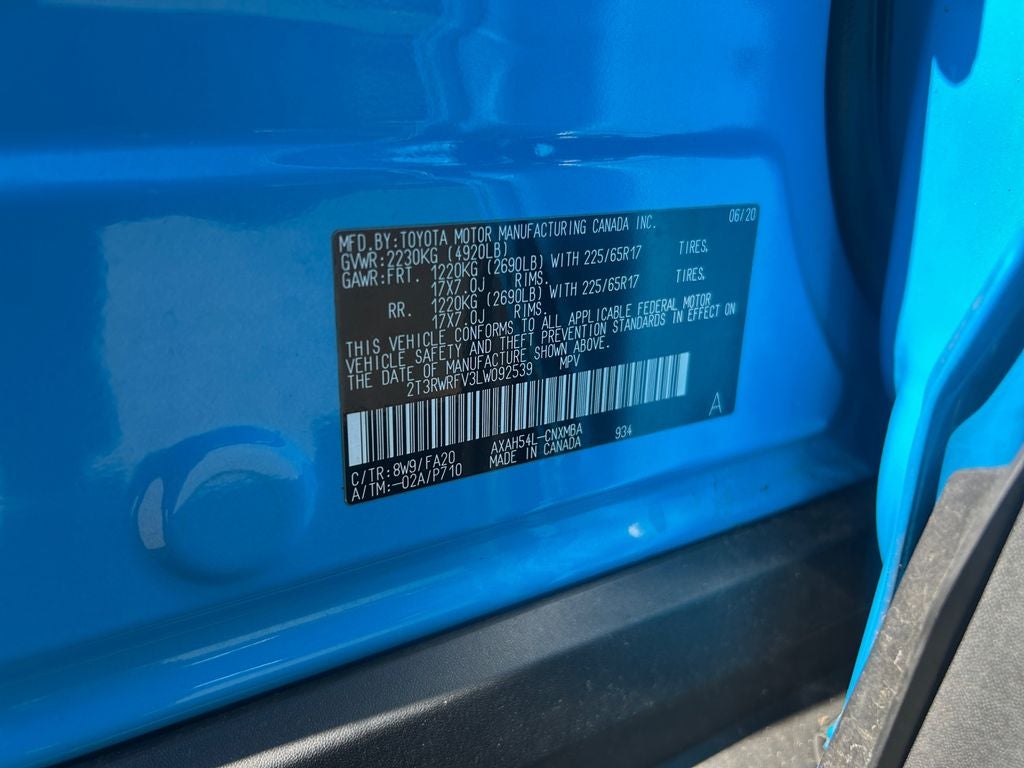 06/20
MFD.BY:TOYOTA MOTOR MANUFACTURING CANADA INC.
GVWR:2230KG (4920LB)
GAWR:FRT. 1220KG (2690LB) WITH 225/65R17 TIRES,
17X7.0J RIMS.
RR. 1220KG (2690LB) WITH 225/65R17 TIRES,
17X7.0J RIMS.
THIS VEHICLE CONFORMS TO ALL APPLICABLE FEDERAL MOTOR
VEHICLE SAFETY AND THEFT PREVENTION STANDARDS IN EFFECT ON
THE DATE OF MANUFACTURE SHOWN ABOVE.
2T3RWRFV3LW092539 MPV
A
C/TR:8W9/FA20 AXAH54L-CNXMBA 934
A/TM:-02A/P710 MADE IN CANADA